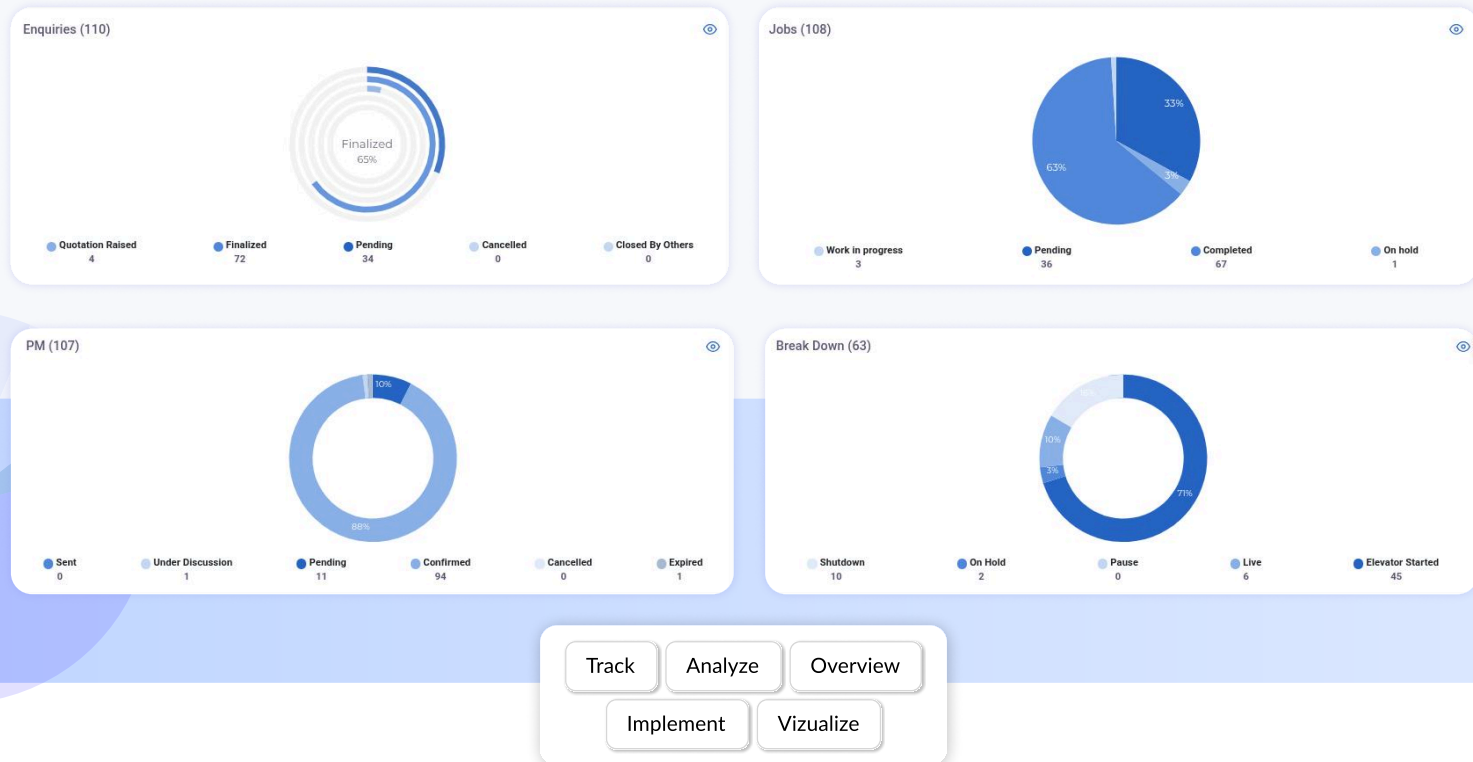 Enquiries (110)
Finalized
65%
Quotation Raised
4
Finalized
72
Pending
34
Cancelled
0
Closed By Others
0
Jobs (108)
33%
3%
63%
Work in progress
3
Pending
36
Completed
67
On hold
1
PM (107)
10%
88%
Sent
0
Under Discussion
1
Pending
11
Confirmed
94
Cancelled
0
Expired
1
Break Down (63)
10%
3%
71%
Shutdown
10
On Hold
2
Pause
0
Live
6
Elevator Started
45
Track
Analyze
Overview
Implement
Vizualize